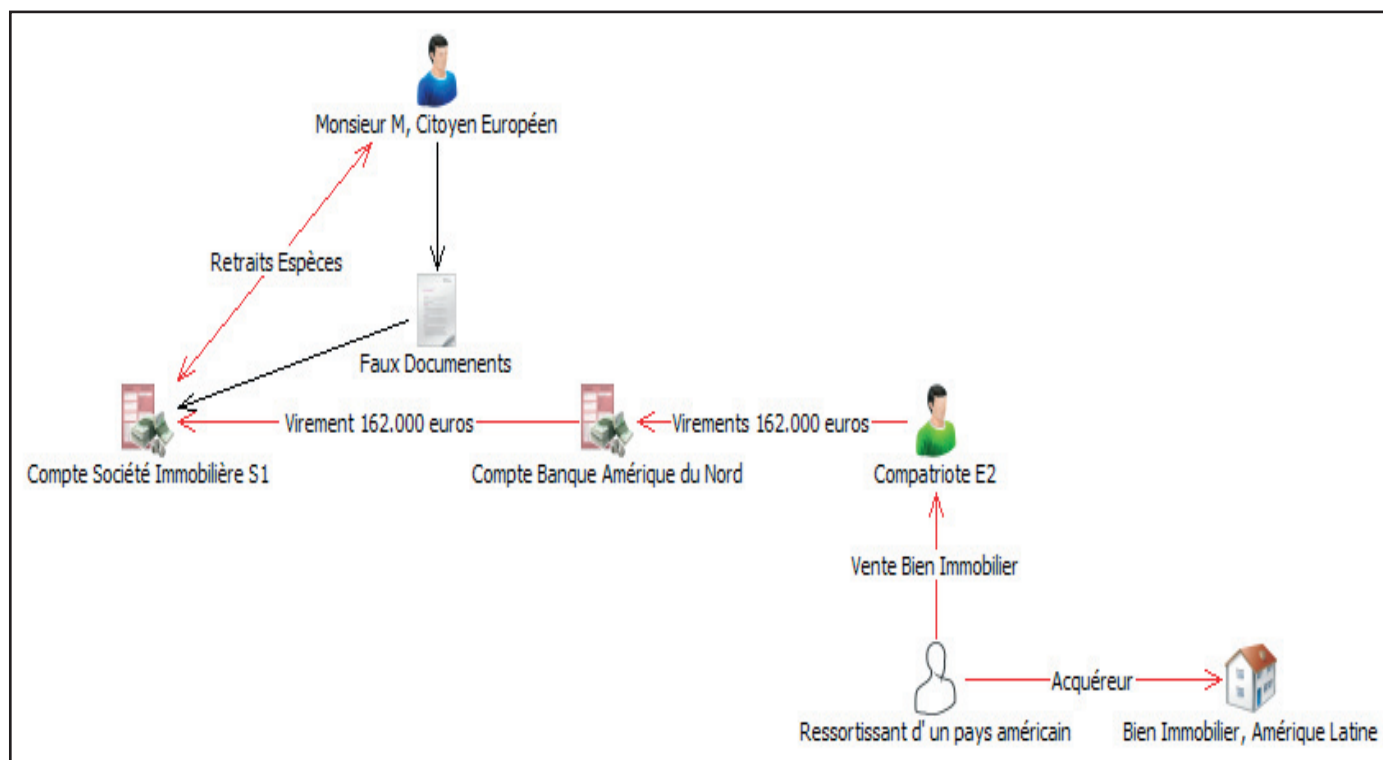 Monsieur M, Citoyen Européen
Retraits Espèces
Faux Documenents
Virement 162.000 euros
Virements 162.000 euros
Compte Société Immobilière S1
Compte Banque Amérique du Nord
Compatriote E2
Vente Bien Immobilier
Acquéreur
Ressortissant d' un pays américain
Bien Immobilier, Amérique Latine